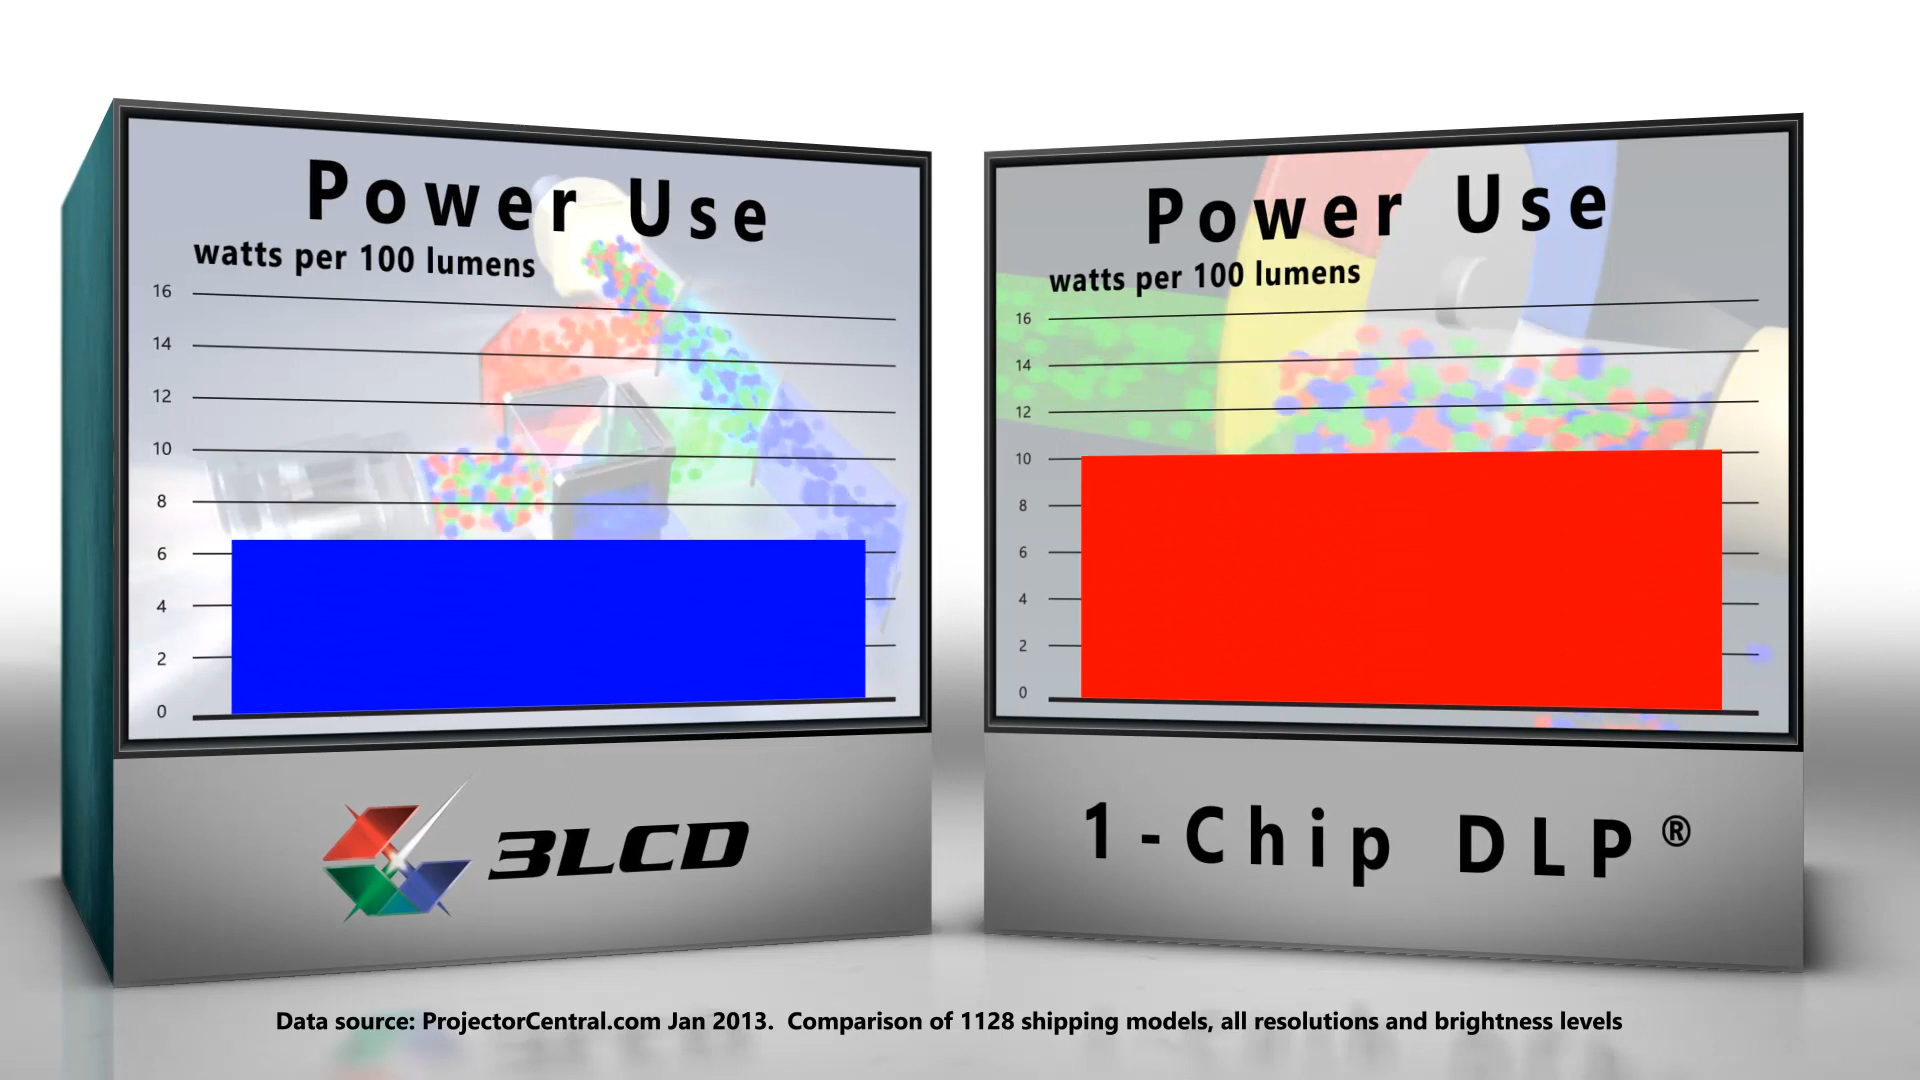 Power Use
watts per 100 lumens
16
14
12
10
8
6
4
2
0
3LCD
Power Use
watts per 100 lumens
16
14
12
10
8
6
4
2
0
1-Chip DLP®
Data source: ProjectorCentral.com Jan 2013. Comparison of 1128 shipping models, all resolutions and brightness levels